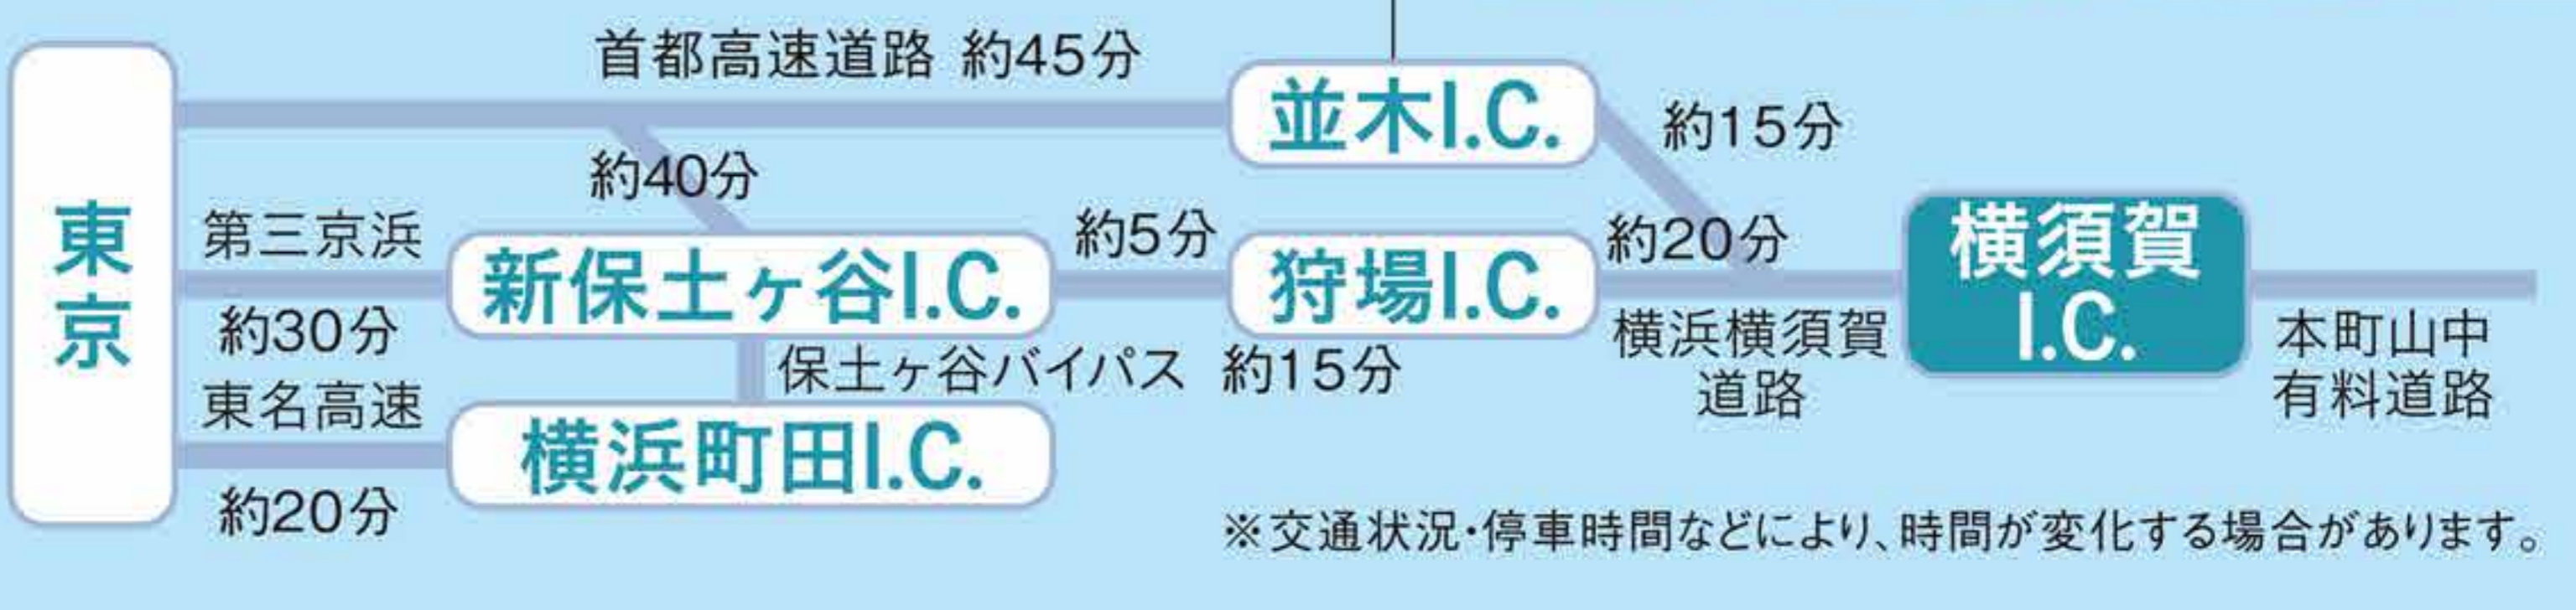 首都高速道路 約45分
並木I.C.
約15分
約40分
東京
第三京浜
約30分
新保土ヶ谷I.C.
約5分
狩場I.C.
約20分
横浜横須賀
道路
横須賀
I.C.
本町山中
有料道路
保土ヶ谷バイパス 約15分
東名高速
約20分
横浜町田I.C.
※交通状況・停車時間などにより、時間が変化する場合があります。